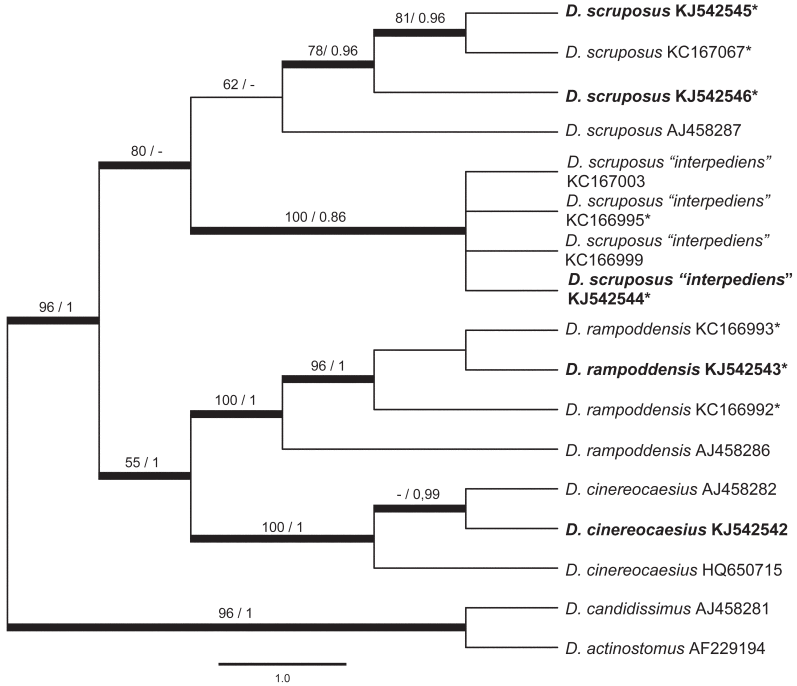 81/ 0.96
D. scruposus KJ542545*
78/ 0.96
D. scruposus KC167067*
62 / -
D. scruposus KJ542546*
D. scruposus AJ458287
80 / -
D. scruposus “interpediens”
KC167003
D. scruposus “interpediens”
KC166995*
100 / 0.86
D. scruposus “interpediens”
KC166999
D. scruposus “interpediens”
KJ542544*
96 / 1
D. rampoddensis KC166993*
96 / 1
D. rampoddensis KJ542543*
100 / 1
D. rampoddensis KC166992*
D. rampoddensis AJ458286
55 / 1
D. cinereocaesius AJ458282
- / 0,99
D. cinereocaesius KJ542542
100 / 1
D. cinereocaesius HQ650715
D. candidissimus AJ458281
96 / 1
D. actinostomus AF229194
1.0